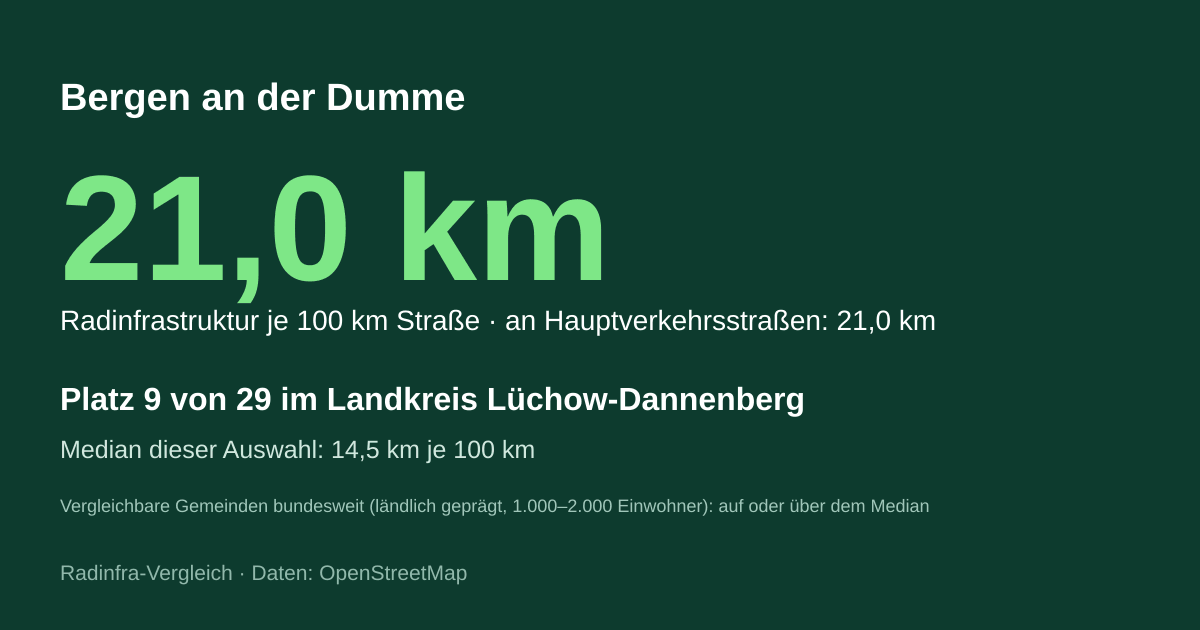 Bergen an der Dumme
21,0 km
Radinfrastruktur je 100 km Straße · an Hauptverkehrsstraßen: 21,0 km
Platz 9 von 29 im Landkreis Lüchow-Dannenberg
Median dieser Auswahl: 14,5 km je 100 km
Vergleichbare Gemeinden bundesweit (ländlich geprägt, 1.000–2.000 Einwohner): auf oder über dem Median
Radinfra-Vergleich · Daten: OpenStreetMap